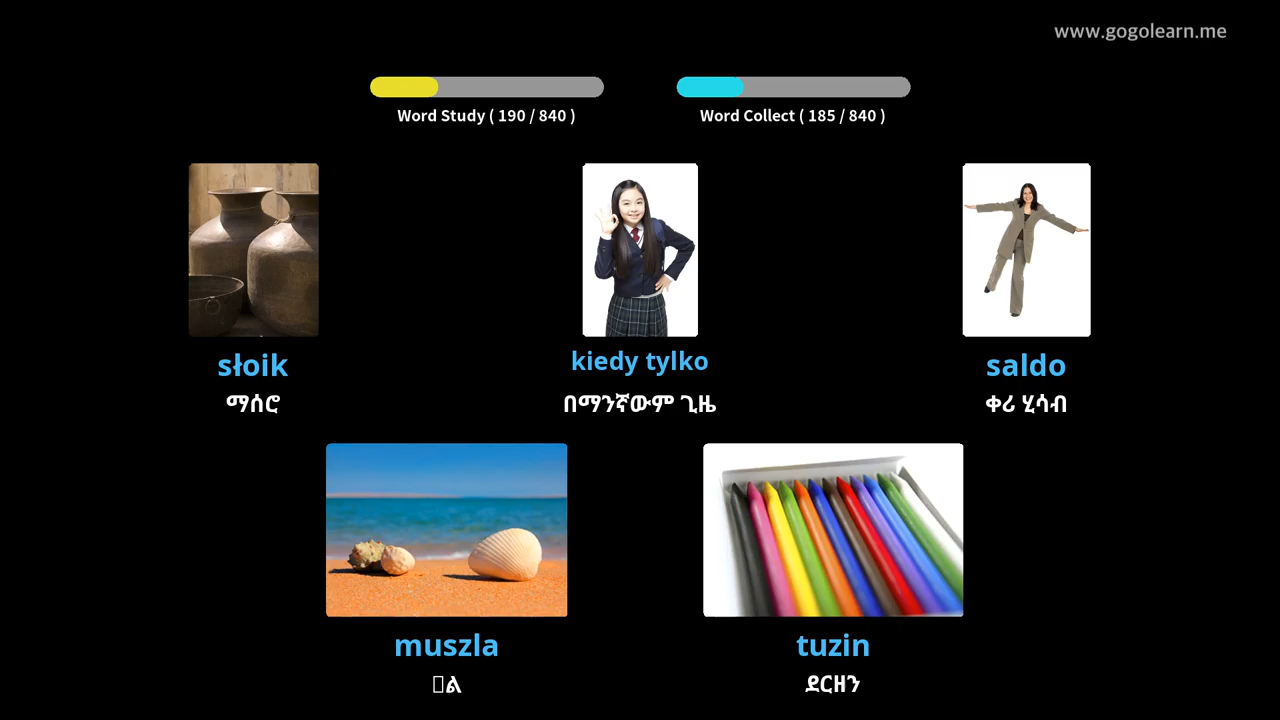 www.gogolearn.me
Word Study ( 190 / 840 )
Word Collect ( 185 / 840 )
słoik
kiedy tylko
saldo
ማሰሮ
በማንኛውም ጊዜ
ቀሪ ሂሳብ
muszla
tuzin
ደርዘን